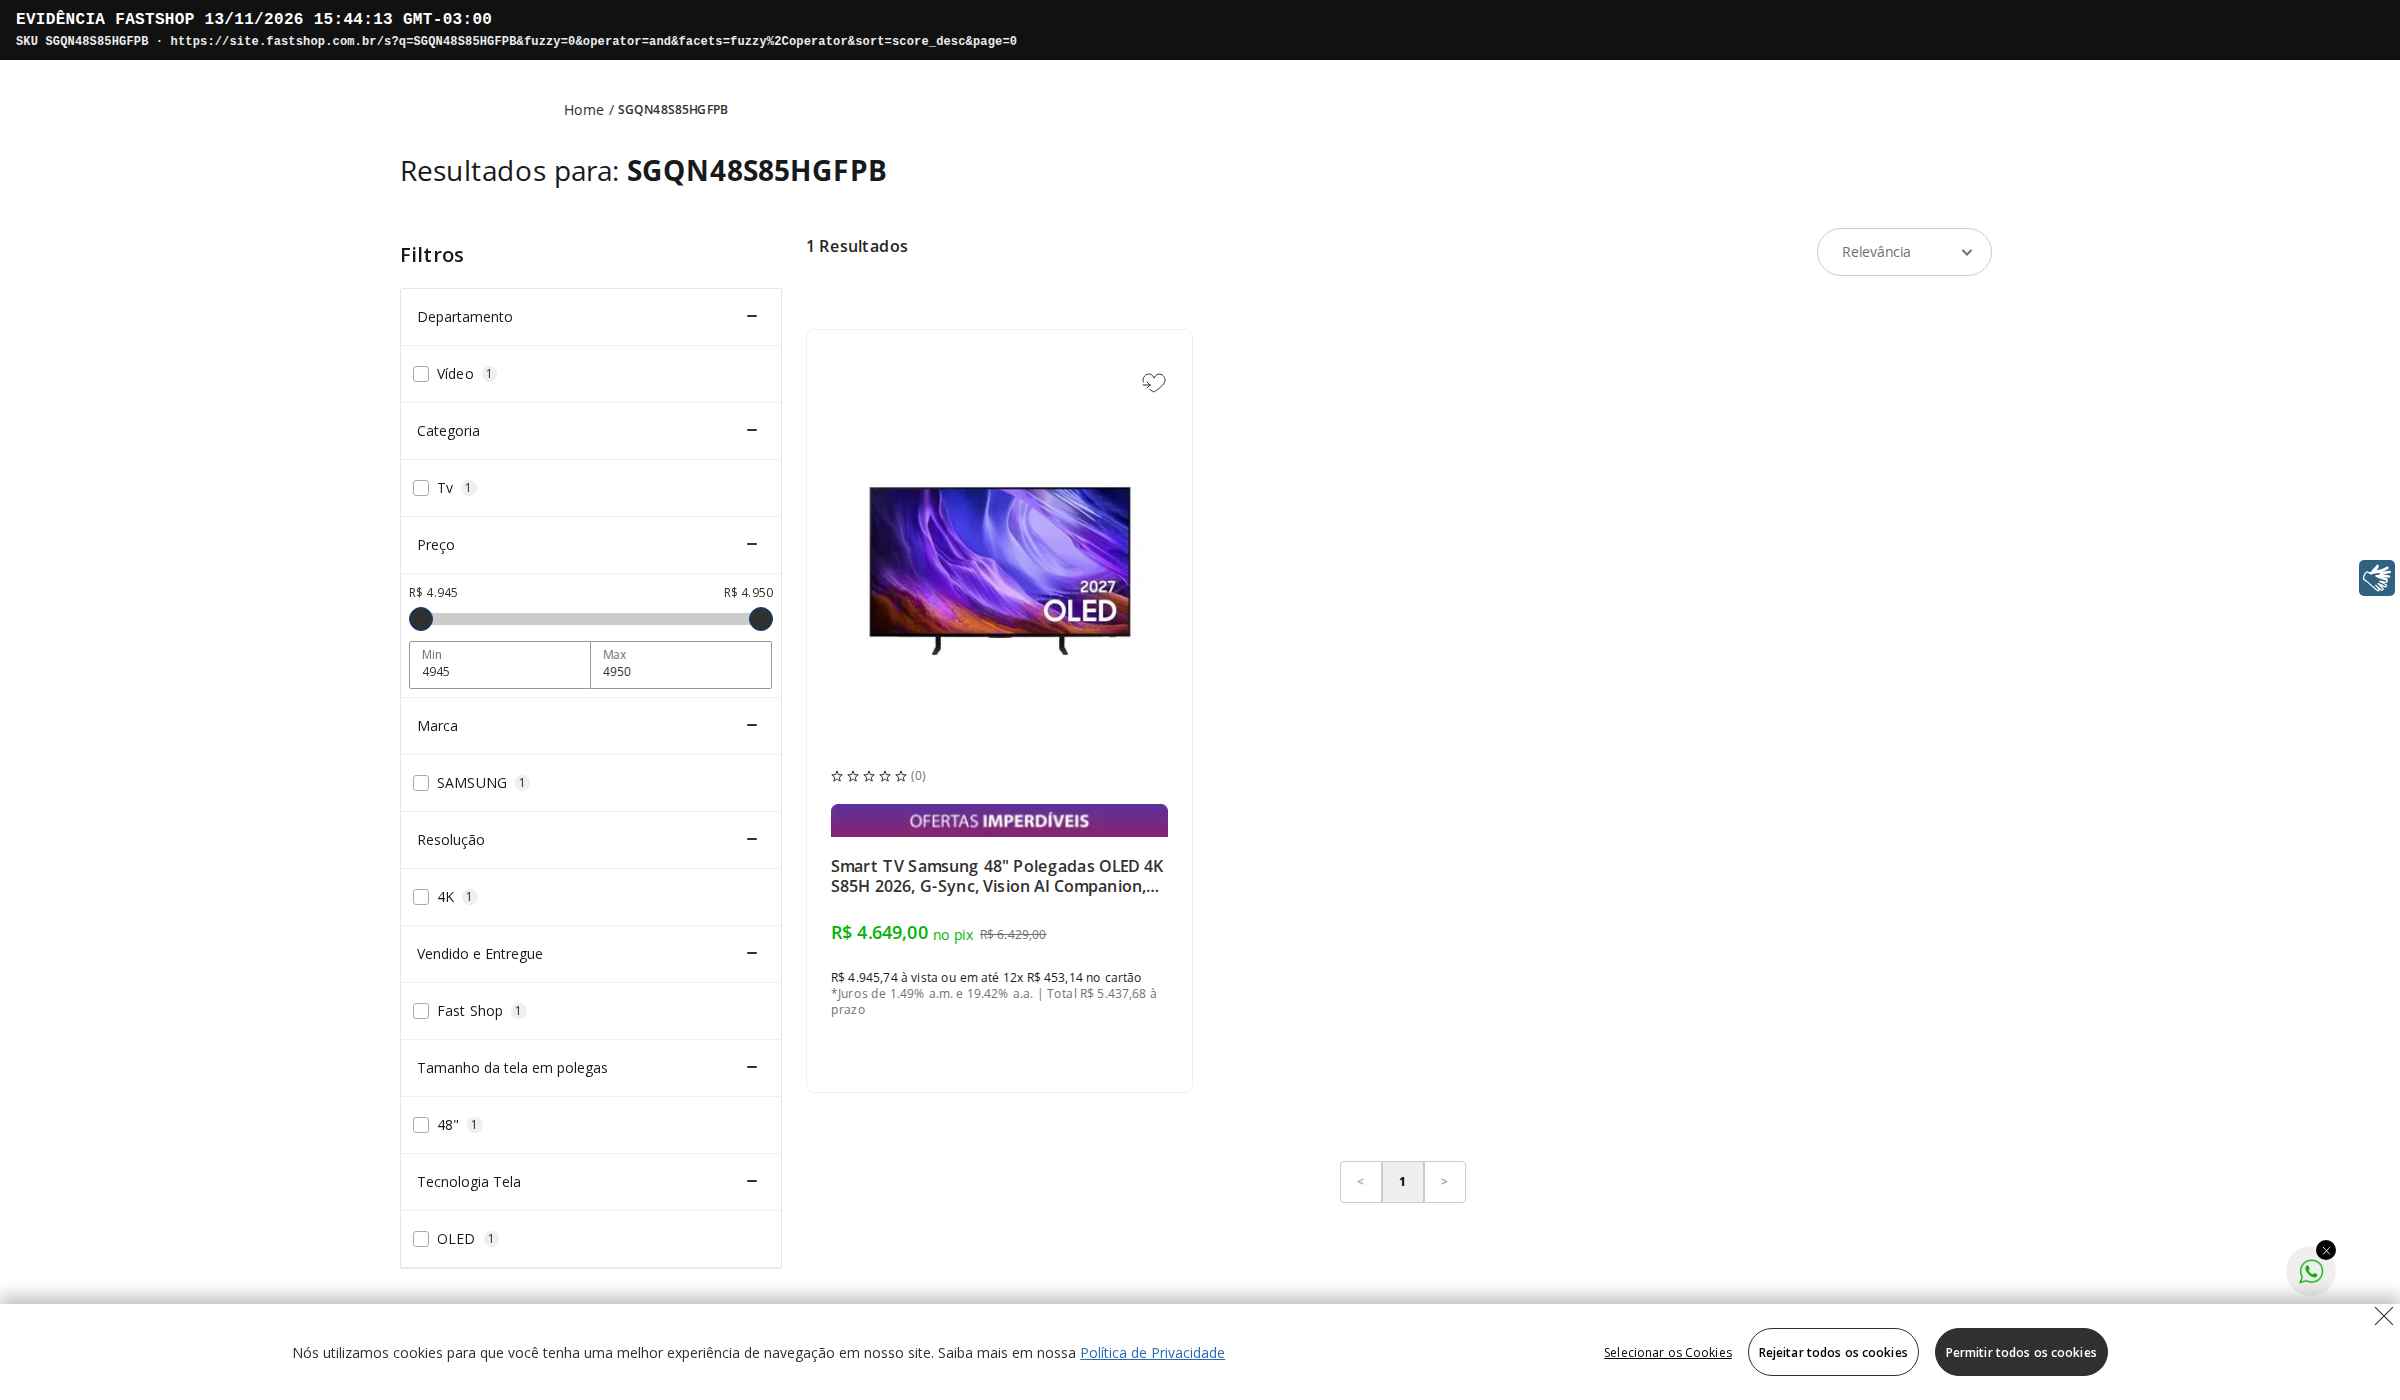 EVIDÊNCIA FASTSHOP 13/11/2026 15:44:13 GMT-03:00
SKU SGQN48S85HGFPB · https://site.fastshop.com.br/s?q=SGQN48S85HGFPB&fuzzy=0&operator=and&facets=fuzzy%2Coperator&sort=score_desc&page=0
Home / SGQN48S85HGFPB
Resultados para: SGQN48S85HGFPB
Filtros
1 Resultados
Relevância
Departamento
Vídeo 1
Categoria
Tv 1
Preço
R$ 4.945 R$ 4.950
Min Max
4945 4950
Marca
SAMSUNG 1
Resolução
4K 1
Vendido e Entregue
Fast Shop 1
Tamanho da tela em polegas
48" 1
Tecnologia Tela
OLED 1
2027
OLED
(0)
OFERTAS IMPERDÍVEIS
Smart TV Samsung 48" Polegadas OLED 4K
S85H 2026, G-Sync, Vision AI Companion,...
R$ 4.649,00 no pix R$ 6.429,00
R$ 4.945,74 à vista ou em até 12x R$ 453,14 no cartão
*Juros de 1.49% a.m. e 19.42% a.a. | Total R$ 5.437,68 à
prazo
< 1 >
Nós utilizamos cookies para que você tenha uma melhor experiência de navegação em nosso site. Saiba mais em nossa Política de Privacidade
Selecionar os Cookies
Rejeitar todos os cookies
Permitir todos os cookies